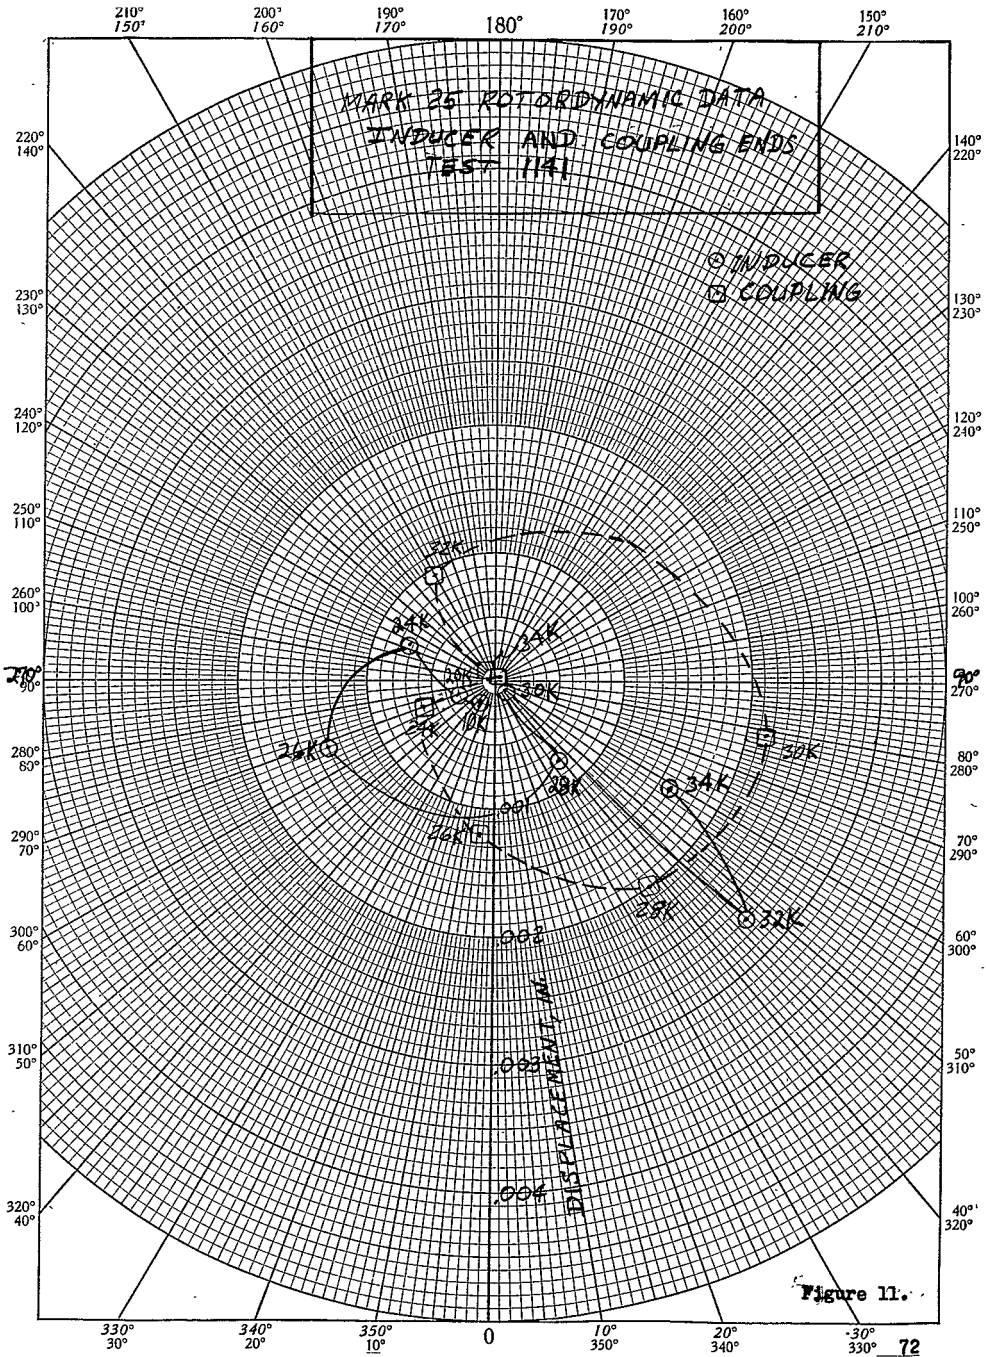 210° 200° 190° 180° 170° 160° 150°
150° 160° 170° 190° 200° 210°
MARK 25 ROTORDYNAMIC DATA
INDUCER AND COUPLING ENDS
TEST 1141
220°
140°
140°
220°
INDUCER
COUPLING
230°
130°
130°
230°
240°
120°
120°
240°
250°
110°
110°
250°
32K
260°
100°
100°
260°
24K
34K
270°
90°
90°
270°
30K
10K
24K
26K
30K
280°
80°
80°
280°
28K
34K
.001
26K
290°
70°
70°
290°
28K
32K
300°
60°
.002
60°
300°
DISPLACEMENT, IN.
310°
50°
.003
50°
310°
.004
320°
40°
40°
320°
Figure 11.
330° 340° 350° 0 10° 20° 30°
30° 20° 10° 350° 340° 330°
72